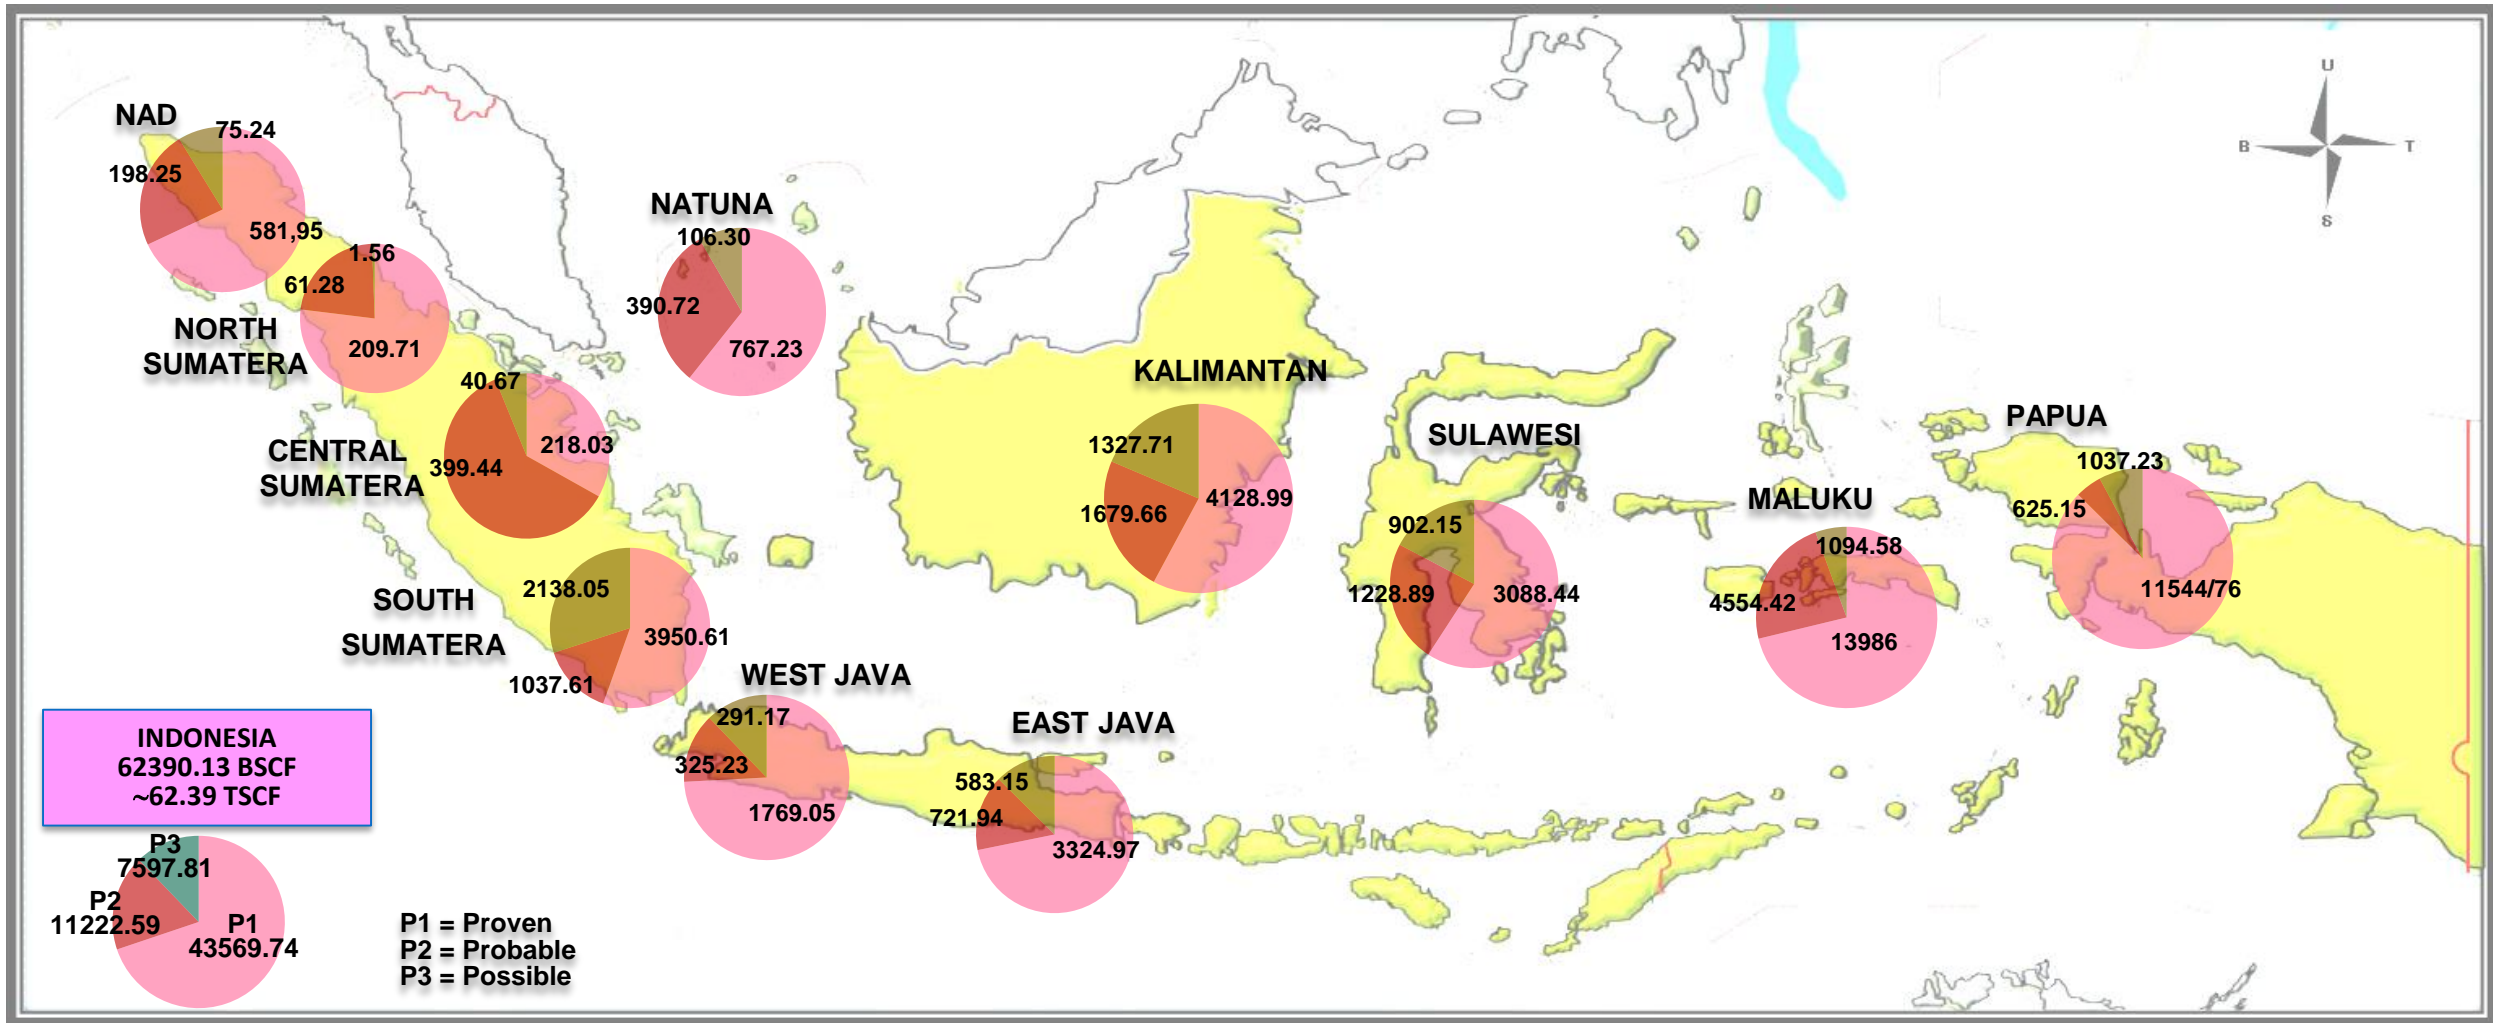 U
B
T
S
NAD
75.24
198.25
581,95
NORTH
SUMATERA
1.56
61.28
209.71
CENTRAL
SUMATERA
40.67
399.44
218.03
SOUTH
SUMATERA
2138.05
3950.61
1037.61
NATUNA
106.30
390.72
767.23
KALIMANTAN
1327.71
4128.99
1679.66
SULAWESI
902.15
1228.89
3088.44
MALUKU
1094.58
4554.42
13986
PAPUA
1037.23
625.15
11544/76
WEST JAVA
291.17
325.23
1769.05
EAST JAVA
583.15
721.94
3324.97
INDONESIA
62390.13 BSCF
~62.39 TSCF
P3
7597.81
P2
11222.59
P1
43569.74
P1 = Proven
P2 = Probable
P3 = Possible